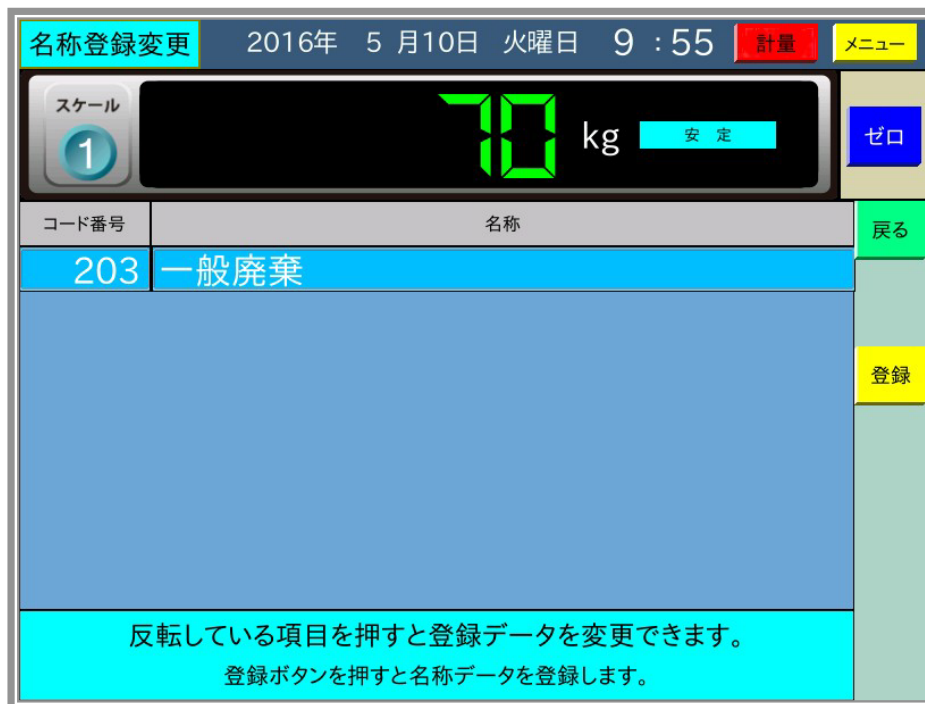 名称登録変更 2016年 5 月10日 火曜日 9 : 55 計量 メニュー
スケール
1
70 kg 安 定
ゼロ
コード番号 名称 戻る
203 一般廃棄
登録
反転している項目を押すと登録データを変更できます。
登録ボタンを押すと名称データを登録します。